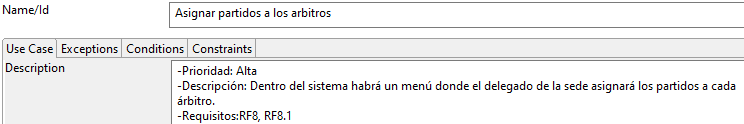 Name/Id
Asignar partidos a los arbitros
Use Case Exceptions Conditions Constraints
Description
-Prioridad: Alta
-Descripción: Dentro del sistema habrá un menú donde el delegado de la sede asignará los partidos a cada
árbitro.
-Requisitos:RF8, RF8.1